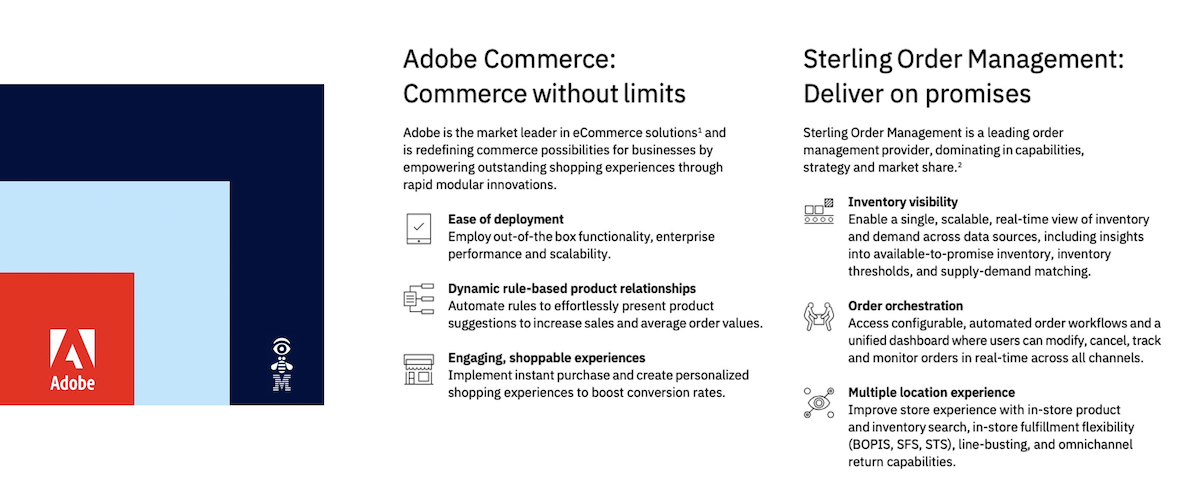 Adobe
M
Adobe Commerce:
Commerce without limits
Adobe is the market leader in eCommerce solutions¹ and
is redefining commerce possibilities for businesses by
empowering outstanding shopping experiences through
rapid modular innovations.
Ease of deployment
Employ out-of-the box functionality, enterprise
performance and scalability.
Dynamic rule-based product relationships
Automate rules to effortlessly present product
suggestions to increase sales and average order values.
Engaging, shoppable experiences
Implement instant purchase and create personalized
shopping experiences to boost conversion rates.
Sterling Order Management:
Deliver on promises
Sterling Order Management is a leading order
management provider, dominating in capabilities,
strategy and market share.²
Inventory visibility
Enable a single, scalable, real-time view of inventory
and demand across data sources, including insights
into available-to-promise inventory, inventory
thresholds, and supply-demand matching.
Order orchestration
Access configurable, automated order workflows and a
unified dashboard where users can modify, cancel, track
and monitor orders in real-time across all channels.
Multiple location experience
Improve store experience with in-store product
and inventory search, in-store fulfillment flexibility
(BOPIS, SFS, STS), line-busting, and omnichannel
return capabilities.